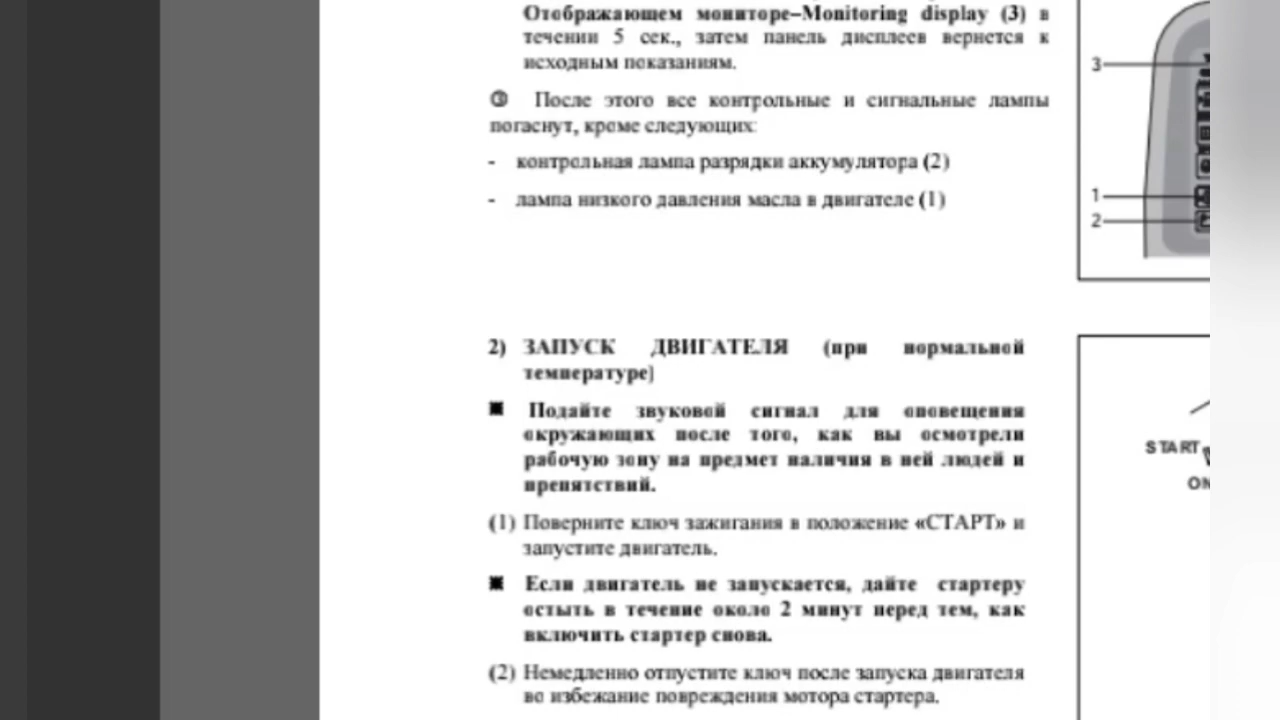 Отображающем мониторе–Monitoring display (3) в
течении 5 сек., затем панель дисплеев вернется к
исходным показаниям.
③ После этого все контрольные и сигнальные лампы
погаснут, кроме следующих:
- контрольная лампа разрядки аккумулятора (2)
- лампа низкого давления масла в двигателе (1)
3
1
2
2) ЗАПУСК ДВИГАТЕЛЯ (при нормальной
температуре)
Подайте звуковой сигнал для оповещения
окружающих после того, как вы осмотрели
рабочую зону на предмет наличия в ней людей и
препятствий.
(1) Поверните ключ зажигания в положение «СТАРТ» и
запустите двигатель.
Если двигатель не запускается, дайте стартеру
остыть в течение около 2 минут перед тем, как
включить стартер снова.
(2) Немедленно отпустите ключ после запуска двигателя
во избежание повреждения мотора стартера.
START
ON